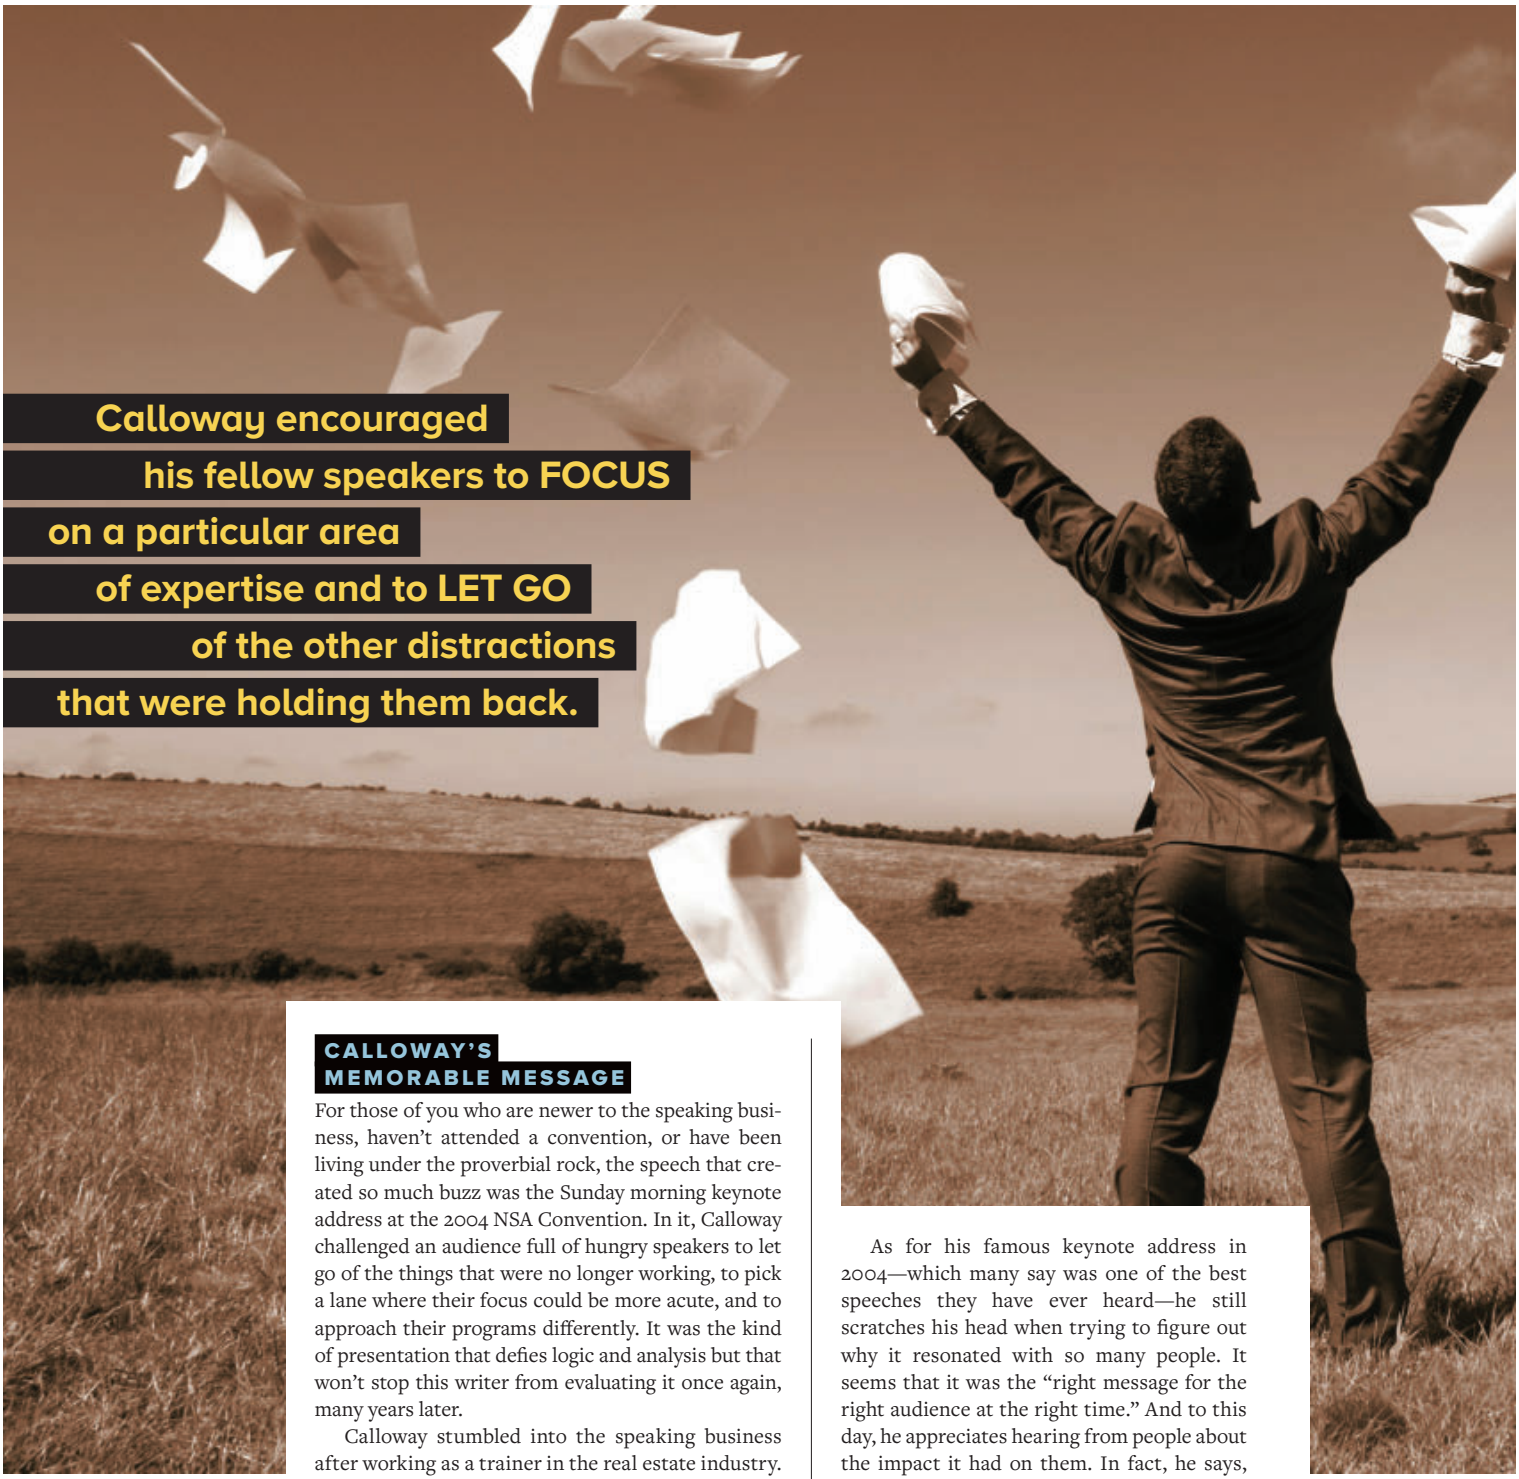 Calloway encouraged
his fellow speakers to FOCUS
on a particular area
of expertise and to LET GO
of the other distractions
that were holding them back.
CALLOWAY’S
MEMORABLE MESSAGE
For those of you who are newer to the speaking busi-
ness, haven’t attended a convention, or have been
living under the proverbial rock, the speech that cre-
ated so much buzz was the Sunday morning keynote
address at the 2004 NSA Convention. In it, Calloway
challenged an audience full of hungry speakers to let
go of the things that were no longer working, to pick
a lane where their focus could be more acute, and to
approach their programs differently. It was the kind
of presentation that defies logic and analysis but that
won’t stop this writer from evaluating it once again,
many years later.
Calloway stumbled into the speaking business
after working as a trainer in the real estate industry.
As for his famous keynote address in
2004—which many say was one of the best
speeches they have ever heard—he still
scratches his head when trying to figure out
why it resonated with so many people. It
seems that it was the “right message for the
right audience at the right time.” And to this
day, he appreciates hearing from people about
the impact it had on them. In fact, he says,